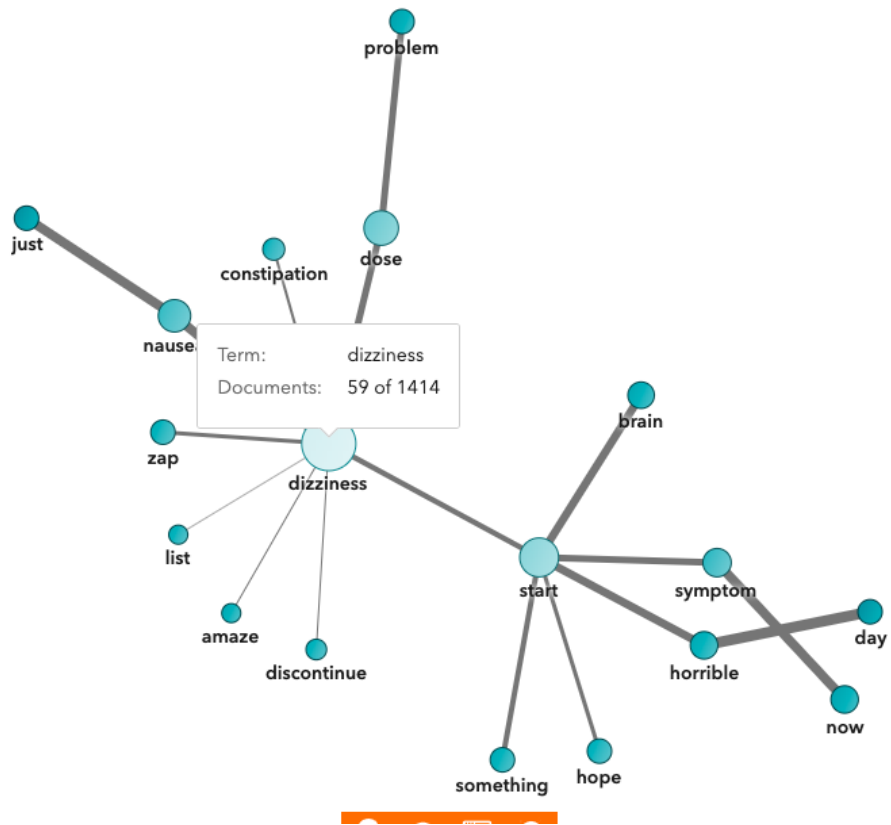 problem
just
constipation
dose
nause
Term: dizziness
Documents: 59 of 1414
brain
zap
dizziness
list
start
symptom
amaze
day
discontinue
horrible
now
something
hope